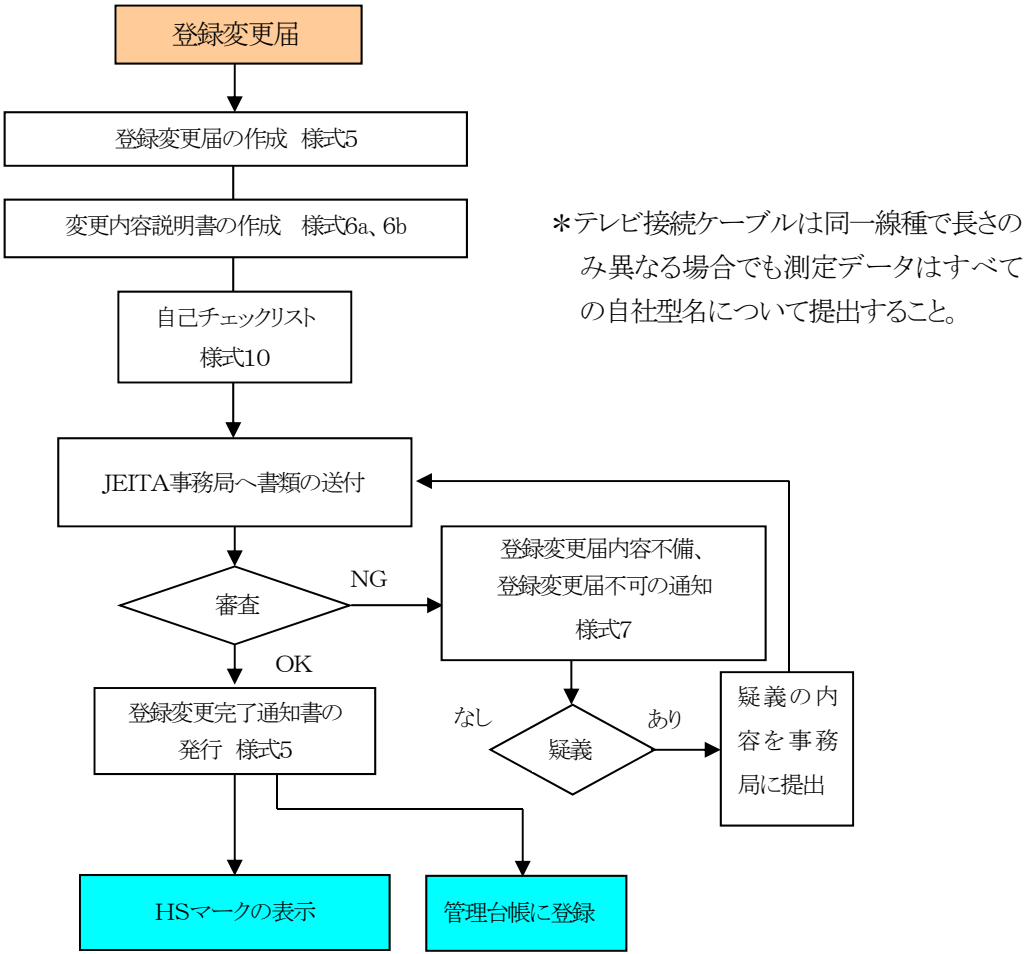 登録変更届
登録変更届の作成 様式5
変更内容説明書の作成 様式6a、6b
＊テレビ接続ケーブルは同一線種で長さの
み異なる場合でも測定データはすべて
の自社型名について提出すること。
自己チェックリスト
様式10
JEITA事務局へ書類の送付
審査
NG
登録変更届内容不備、
登録変更届不可の通知
様式7
OK
登録変更完了通知書の
発行 様式5
なし
疑義
あり
疑義の内
容を事務
局に提出
HSマークの表示
管理台帳に登録